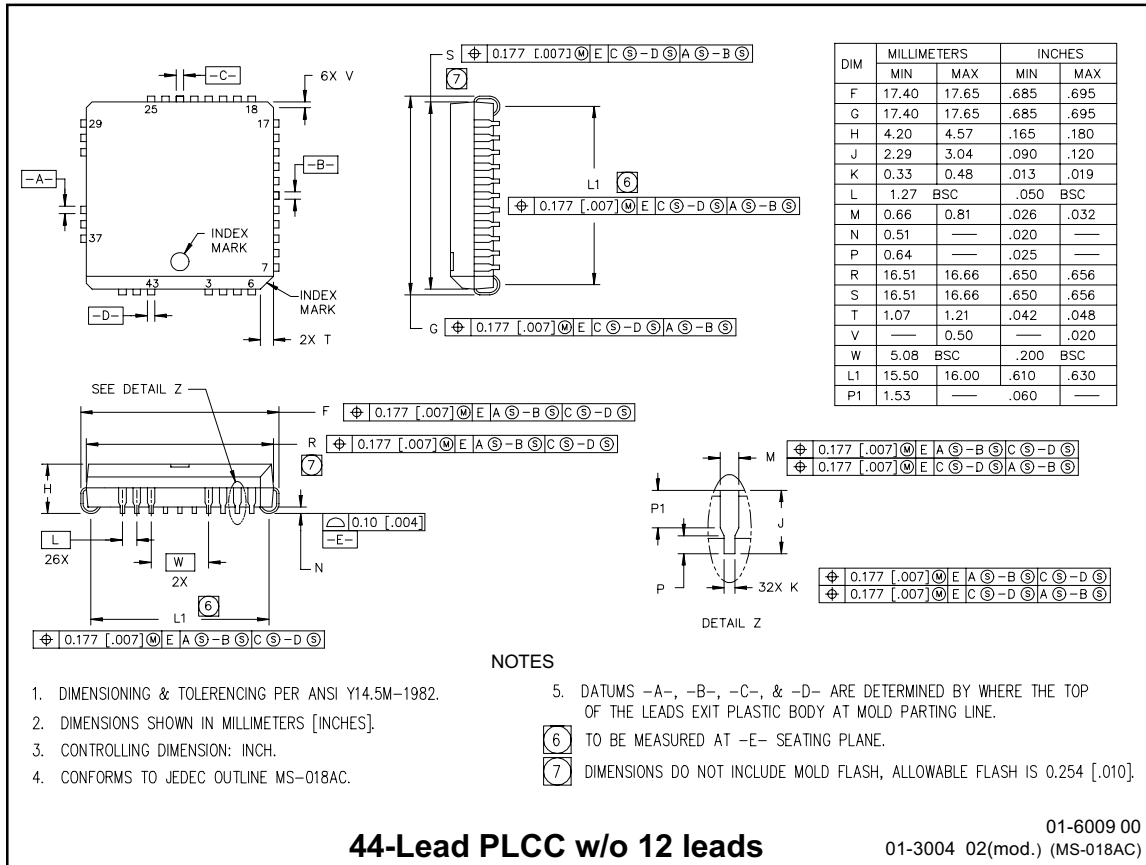 S ⌖ 0.177 [.007] Ⓜ E C Ⓢ-D Ⓢ A Ⓢ-B Ⓢ
7
-C-
6X V
25
18
29
17
-A-
-B-
37
INDEX
MARK
7
43
3
6
-D-
INDEX
MARK
2X T
L1 6
⌖ 0.177 [.007] Ⓜ E C Ⓢ-D Ⓢ A Ⓢ-B Ⓢ
G ⌖ 0.177 [.007] Ⓜ E C Ⓢ-D Ⓢ A Ⓢ-B Ⓢ
DIM MILLIMETERS INCHES
MIN MAX MIN MAX
F 17.40 17.65 .685 .695
G 17.40 17.65 .685 .695
H 4.20 4.57 .165 .180
J 2.29 3.04 .090 .120
K 0.33 0.48 .013 .019
L 1.27 BSC .050 BSC
M 0.66 0.81 .026 .032
N 0.51 — .020 —
P 0.64 — .025 —
R 16.51 16.66 .650 .656
S 16.51 16.66 .650 .656
T 1.07 1.21 .042 .048
V — 0.50 — .020
W 5.08 BSC .200 BSC
L1 15.50 16.00 .610 .630
P1 1.53 — .060 —
SEE DETAIL Z
F ⌖ 0.177 [.007] Ⓜ E A Ⓢ-B Ⓢ C Ⓢ-D Ⓢ
R ⌖ 0.177 [.007] Ⓜ E A Ⓢ-B Ⓢ C Ⓢ-D Ⓢ
7
H
⌓ 0.10 [.004]
-E-
L
26X
W
2X
N
L1 6
⌖ 0.177 [.007] Ⓜ E A Ⓢ-B Ⓢ C Ⓢ-D Ⓢ
M ⌖ 0.177 [.007] Ⓜ E A Ⓢ-B Ⓢ C Ⓢ-D Ⓢ
⌖ 0.177 [.007] Ⓜ E C Ⓢ-D Ⓢ A Ⓢ-B Ⓢ
P1
J
P
32X K
⌖ 0.177 [.007] Ⓜ E A Ⓢ-B Ⓢ C Ⓢ-D Ⓢ
⌖ 0.177 [.007] Ⓜ E C Ⓢ-D Ⓢ A Ⓢ-B Ⓢ
DETAIL Z
NOTES
1. DIMENSIONING & TOLERENCING PER ANSI Y14.5M-1982.
2. DIMENSIONS SHOWN IN MILLIMETERS [INCHES].
3. CONTROLLING DIMENSION: INCH.
4. CONFORMS TO JEDEC OUTLINE MS-018AC.
5. DATUMS -A-, -B-, -C-, & -D- ARE DETERMINED BY WHERE THE TOP
OF THE LEADS EXIT PLASTIC BODY AT MOLD PARTING LINE.
6 TO BE MEASURED AT -E- SEATING PLANE.
7 DIMENSIONS DO NOT INCLUDE MOLD FLASH, ALLOWABLE FLASH IS 0.254 [.010].
44-Lead PLCC w/o 12 leads
01-6009 00
01-3004 02(mod.) (MS-018AC)